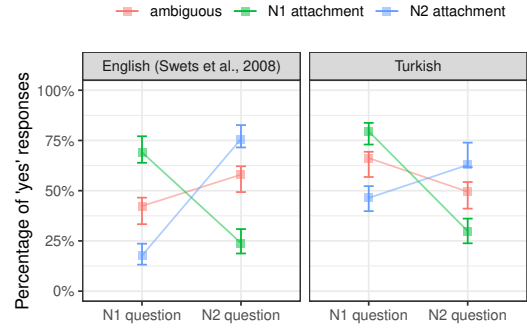 ambiguous N1 attachment N2 attachment
English (Swets et al., 2008) Turkish
Percentage of 'yes' responses
100%
75%
50%
25%
0%
N1 question N2 question N1 question N2 question